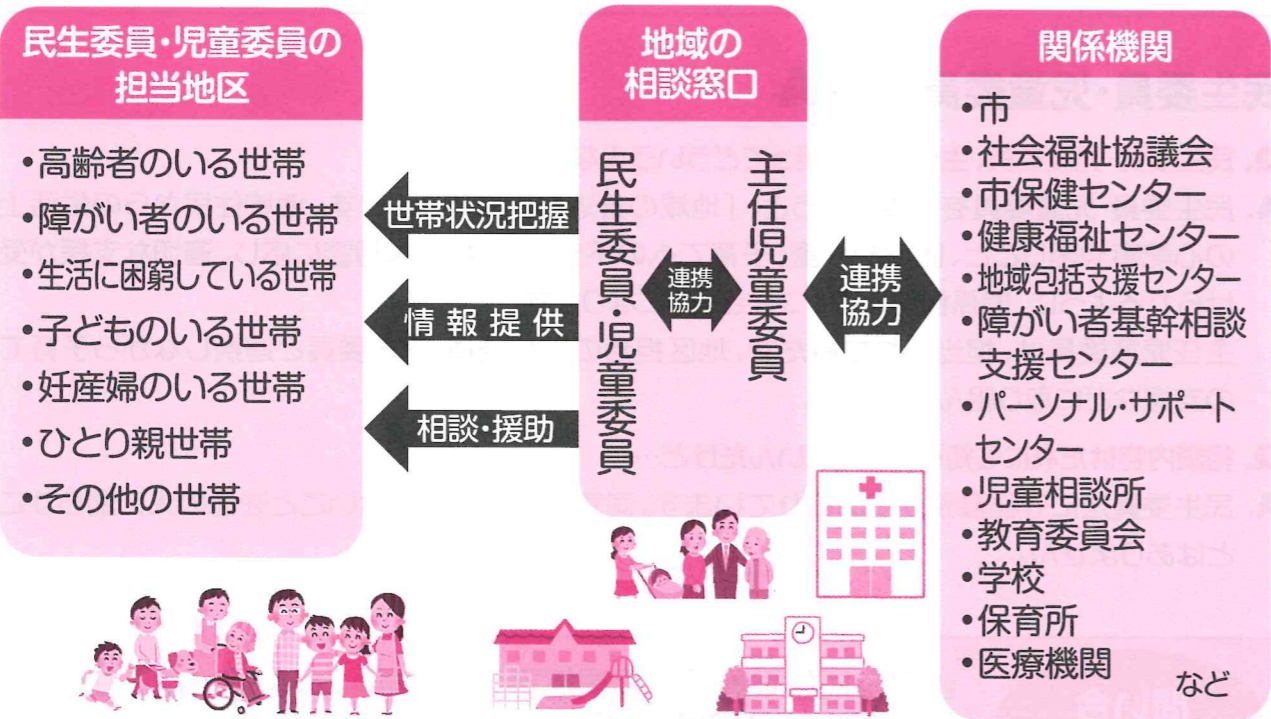 民生委員・児童委員の
担当地区
•高齢者のいる世帯
•障がい者のいる世帯
•生活に困窮している世帯
•子どものいる世帯
•妊産婦のいる世帯
•ひとり親世帯
•その他の世帯
世帯状況把握
情報提供
相談・援助
地域の
相談窓口
民生委員・児童委員
連携
協力
主任児童委員
連携
協力
関係機関
•市
•社会福祉協議会
•市保健センター
•健康福祉センター
•地域包括支援センター
•障がい者基幹相談
支援センター
•パーソナル・サポート
センター
•児童相談所
•教育委員会
•学校
•保育所
•医療機関
など